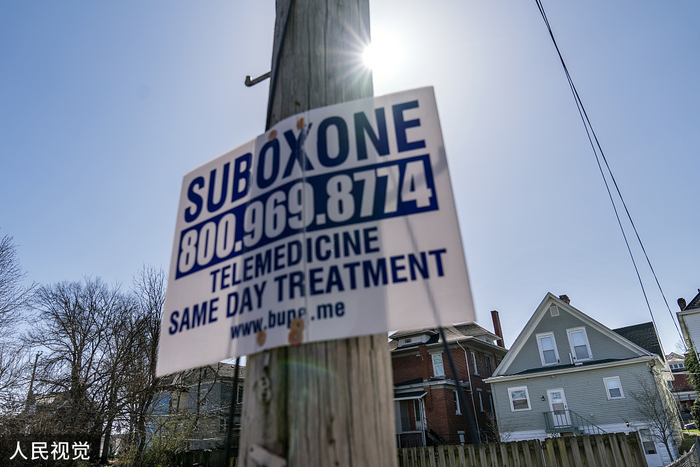 SUBOXONE
800.969.8774
TELEMEDICINE
SAME DAY TREATMENT
www.bupe.me
人民视觉